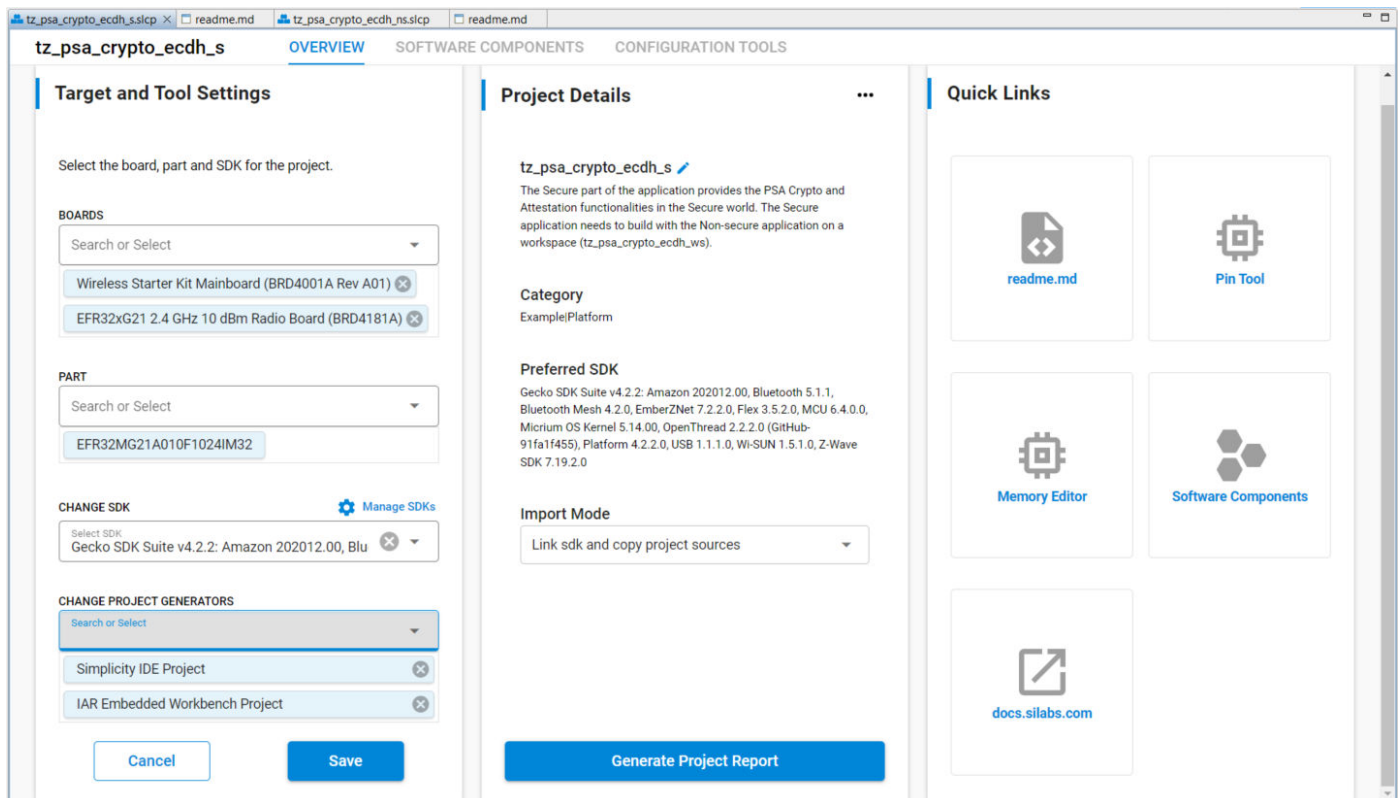 tz_psa_crypto_ecdh_s.slcp
readme.md
tz_psa_crypto_ecdh_ns.slcp
readme.md
tz_psa_crypto_ecdh_s
OVERVIEW
SOFTWARE COMPONENTS
CONFIGURATION TOOLS
Target and Tool Settings
Select the board, part and SDK for the project.
BOARDS
Search or Select
Wireless Starter Kit Mainboard (BRD4001A Rev A01)
EFR32xG21 2.4 GHz 10 dBm Radio Board (BRD4181A)
PART
Search or Select
EFR32MG21A010F1024IM32
CHANGE SDK
Manage SDKs
Select SDK
Gecko SDK Suite v4.2.2: Amazon 202012.00, Blu
CHANGE PROJECT GENERATORS
Search or Select
Simplicity IDE Project
IAR Embedded Workbench Project
Cancel
Save
Project Details
tz_psa_crypto_ecdh_s
The Secure part of the application provides the PSA Crypto and
Attestation functionalities in the Secure world. The Secure
application needs to build with the Non-secure application on a
workspace (tz_psa_crypto_ecdh_ws).
Category
Example|Platform
Preferred SDK
Gecko SDK Suite v4.2.2: Amazon 202012.00, Bluetooth 5.1.1,
Bluetooth Mesh 4.2.0, EmberZNet 7.2.2.0, Flex 3.5.2.0, MCU 6.4.0.0,
Micrium OS Kernel 5.14.00, OpenThread 2.2.2.0 (GitHub-
91fa1f455), Platform 4.2.2.0, USB 1.1.1.0, Wi-SUN 1.5.1.0, Z-Wave
SDK 7.19.2.0
Import Mode
Link sdk and copy project sources
Generate Project Report
Quick Links
readme.md
Pin Tool
Memory Editor
Software Components
docs.silabs.com